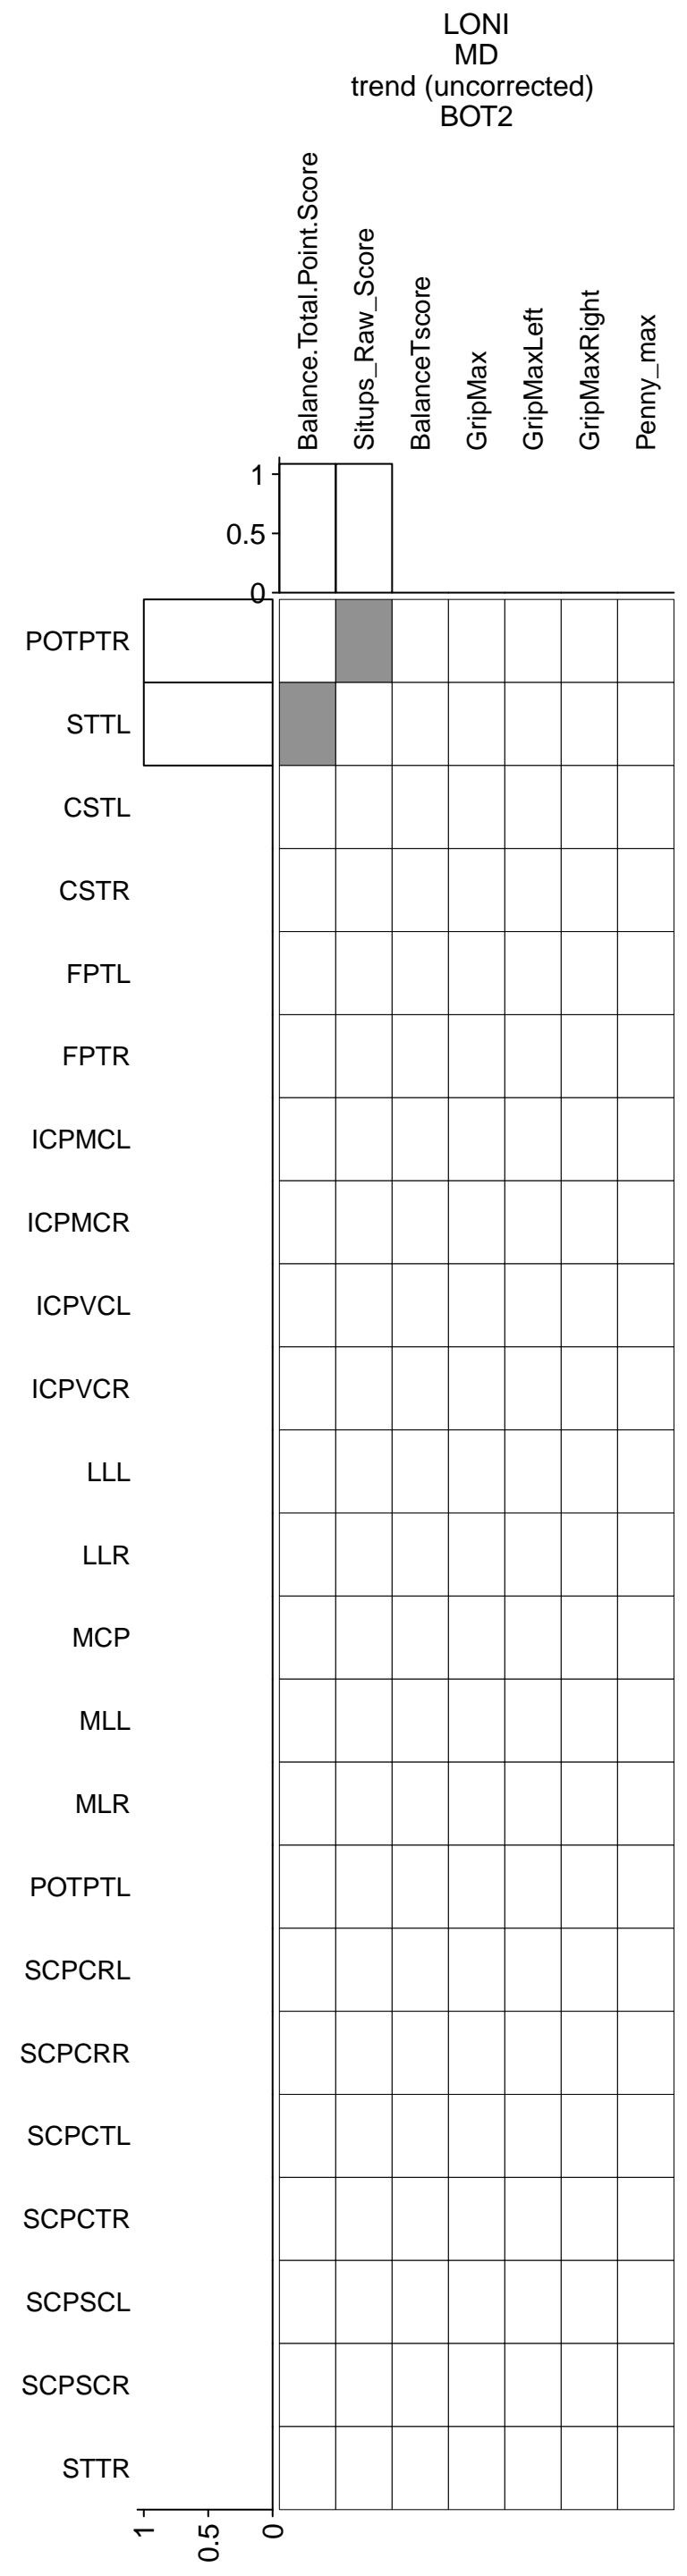 LONI
MD
trend (uncorrected)
BOT2
Balance.Total.Point.Score
Situps_Raw_Score
BalanceTscore
GripMax
GripMaxLeft
GripMaxRight
Penny_max
1
0.5
0
POTPTR
STTL
CSTL
CSTR
FPTL
FPTR
ICPMCL
ICPMCR
ICPVCL
ICPVCR
LLL
LLR
MCP
MLL
MLR
POTPTL
SCPCRL
SCPCRR
SCPCTL
SCPCTR
SCPSCL
SCPSCR
STTR
1
0.5
0